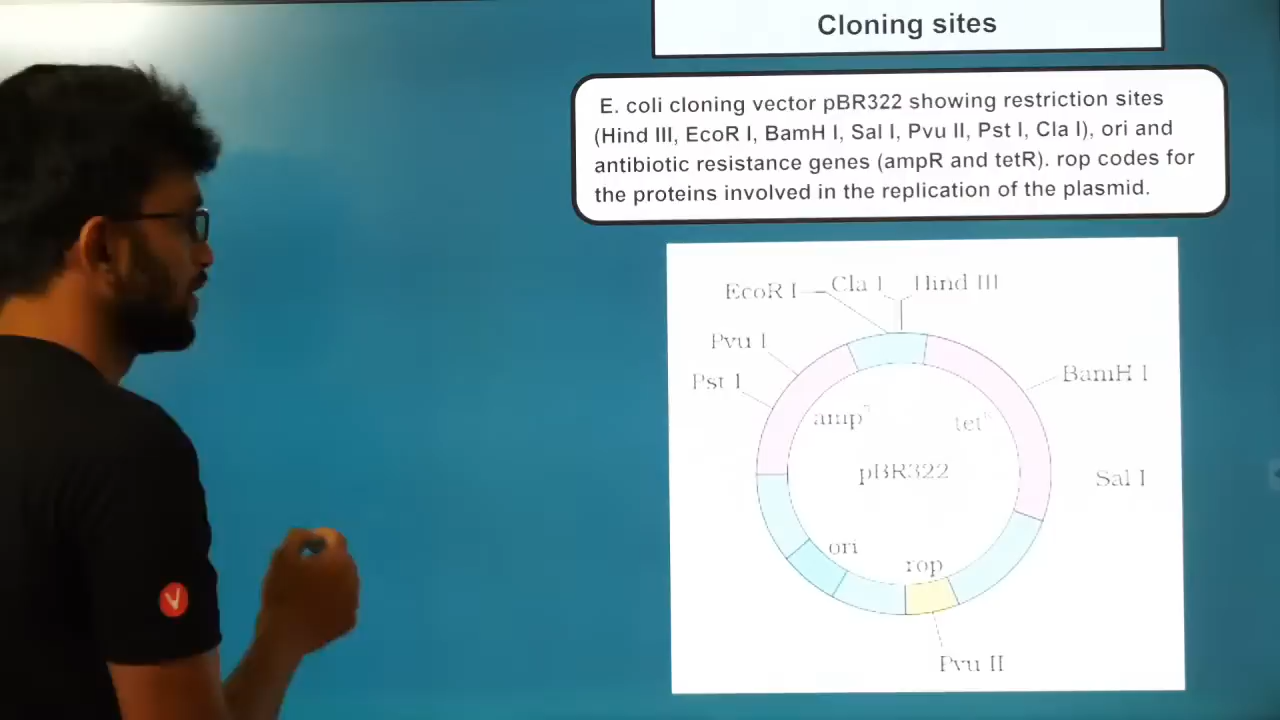 Cloning sites
E. coli cloning vector pBR322 showing restriction sites
(Hind III, EcoR I, BamH I, Sal I, Pvu II, Pst I, Cla I), ori and
antibiotic resistance genes (ampR and tetR). rop codes for
the proteins involved in the replication of the plasmid.
EcoR I Cla I Hind III
Pvu I
Pst I
BamH I
ampᴿ
tetᴿ
pBR322
Sal I
ori
rop
Pvu II
V